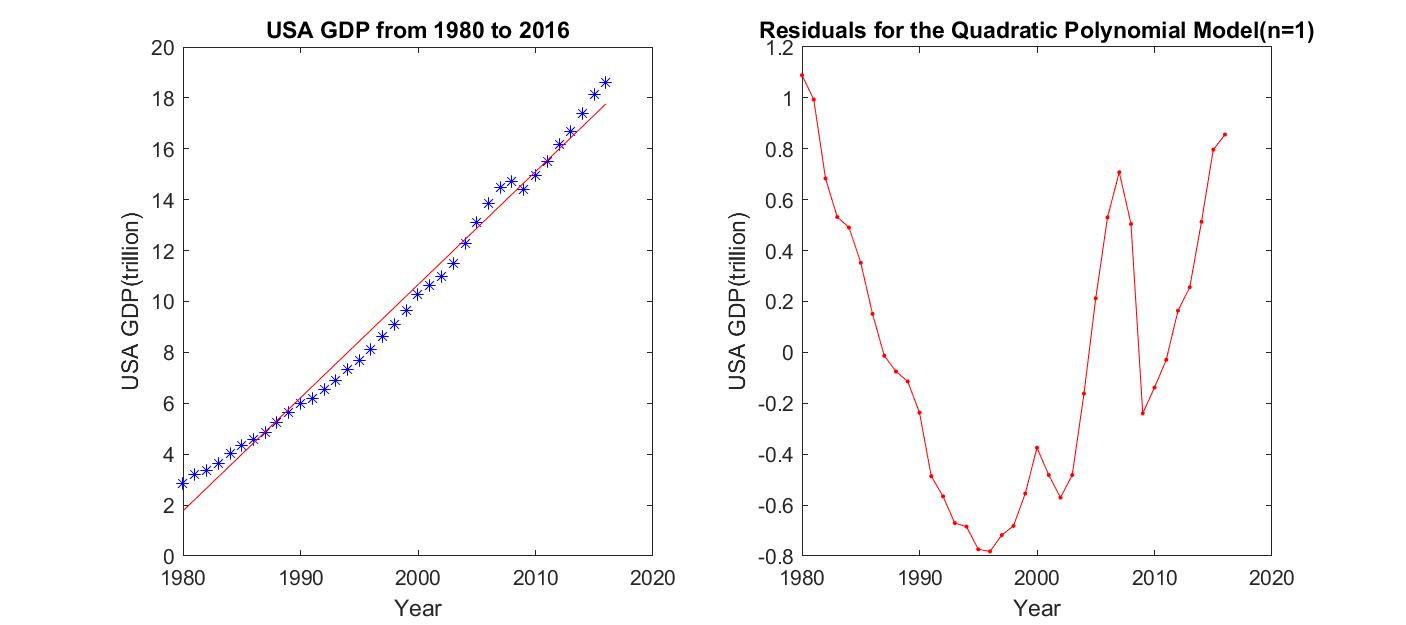 USA GDP from 1980 to 2016
20
18
16
14
12
10
8
6
4
2
0
USA GDP(trillion)
1980 1990 2000 2010 2020
Year
Residuals for the Quadratic Polynomial Model(n=1)
1.2
1
0.8
0.6
0.4
0.2
0
-0.2
-0.4
-0.6
-0.8
USA GDP(trillion)
1980 1990 2000 2010 2020
Year